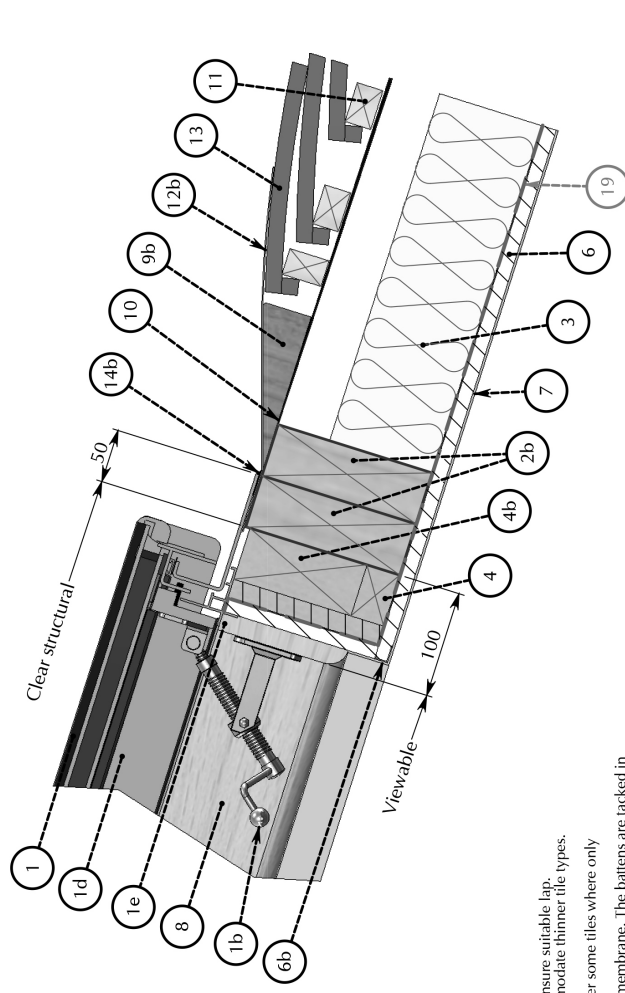 11
13
12b
9b
10
14b
50
Clear structural
1
1d
1e
8
1b
6b
19
6
3
7
2b
4b
4
100
Viewable
nsure suitable lap.
nodate thinner tile types.
er some tiles where only
membrane. The battens are tacked in